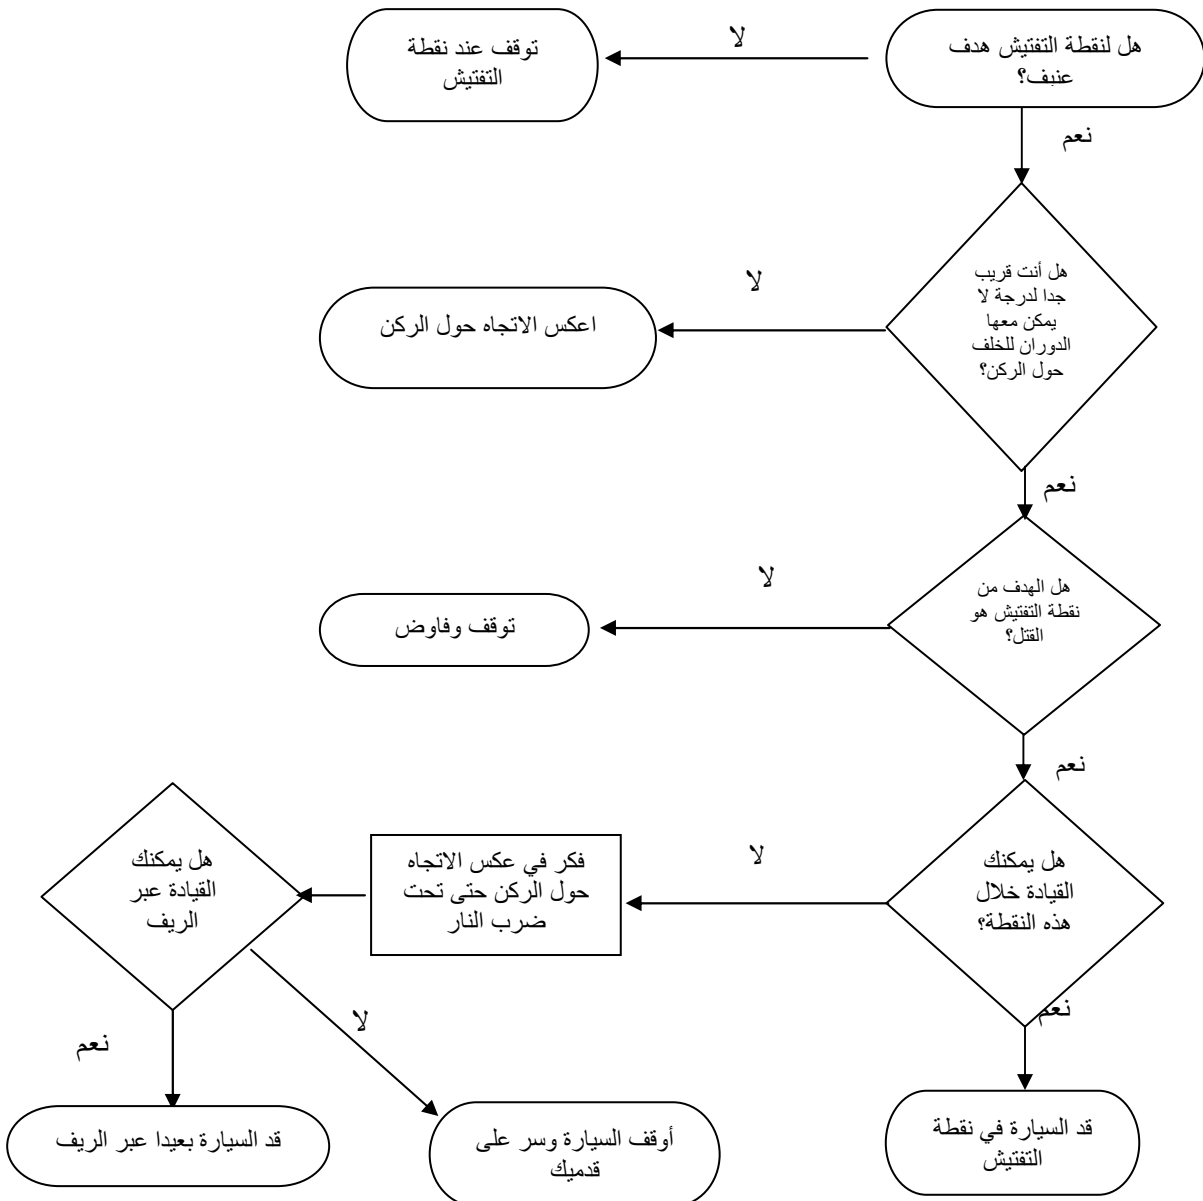 هل لنقطة التفتيش هدف
عنيف؟
لا
توقف عند نقطة
التفتيش
نعم
هل أنت قريب
جدا لدرجة لا
يمكن معها
الدوران للخلف
حول الركن؟
لا
اعكس الاتجاه حول الركن
نعم
هل الهدف من
نقطة التفتيش هو
القتل؟
لا
توقف وفاوض
نعم
هل يمكنك
القيادة خلال
هذه النقطة؟
لا
فكر في عكس الاتجاه
حول الركن حتى تحت
ضرب النار
هل يمكنك
القيادة عبر
الريف
نعم
لا
نعم
قد السيارة في نقطة
التفتيش
أوقف السيارة وسر على
قدميك
قد السيارة بعيدا عبر الريف